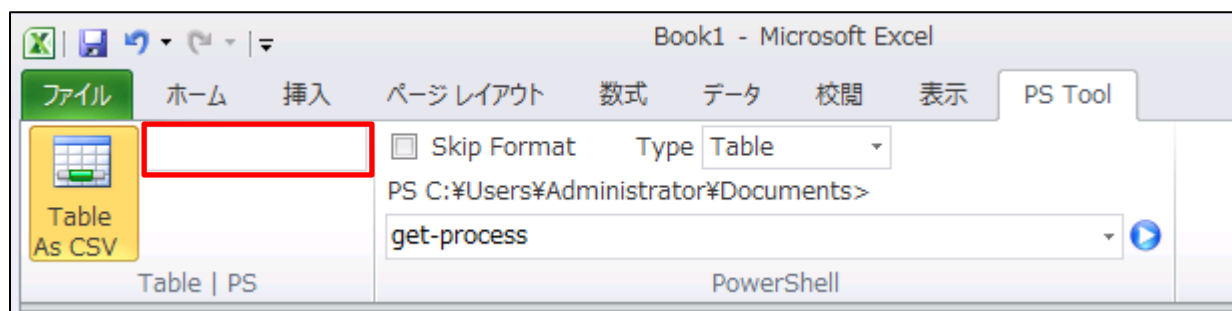 Book1 - Microsoft Excel
ファイル ホーム 挿入 ページ レイアウト 数式 データ 校閲 表示 PS Tool
Skip Format Type Table
PS C:¥Users¥Administrator¥Documents>
Table
As CSV
get-process
Table | PS PowerShell